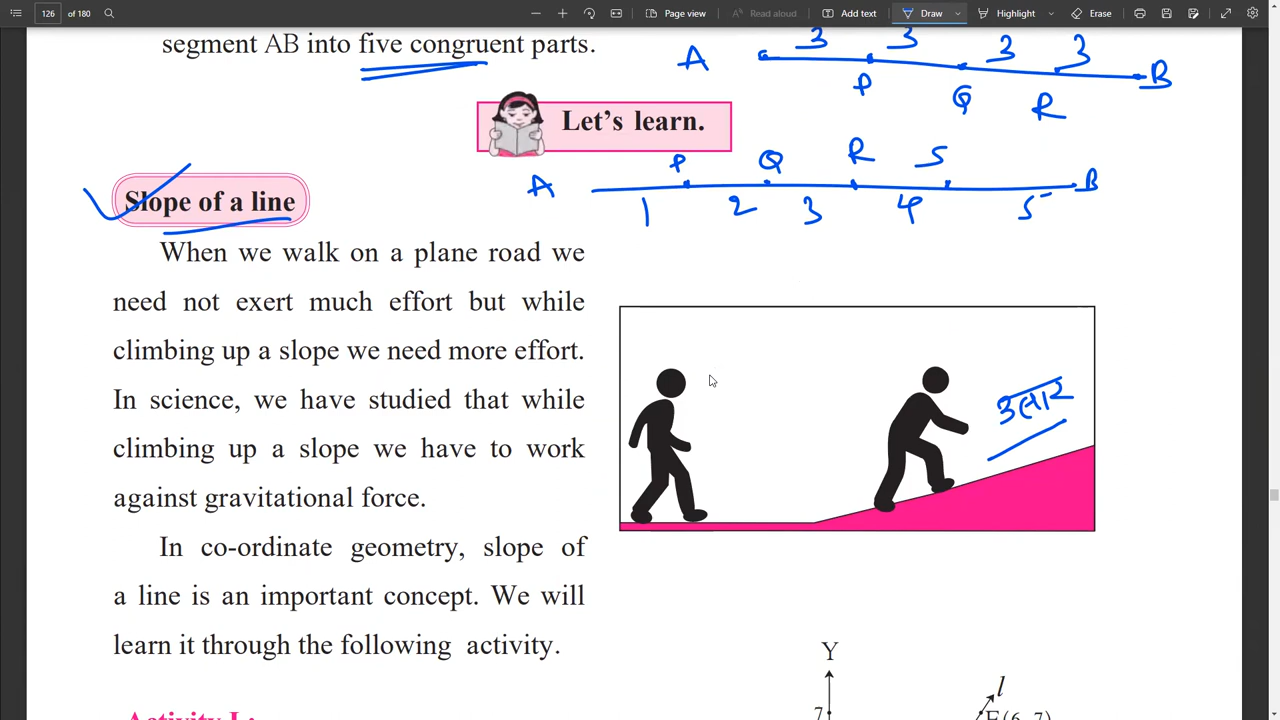 126 of 180
Page view
Read aloud
Add text
Draw
Highlight
Erase
segment AB into five congruent parts.
3 3 3 3
A B
P Q R
Let's learn.
P Q R S
A B
1 2 3 4 5
Slope of a line
When we walk on a plane road we
need not exert much effort but while
climbing up a slope we need more effort.
In science, we have studied that while
climbing up a slope we have to work
against gravitational force.
In co-ordinate geometry, slope of
a line is an important concept. We will
learn it through the following activity.
Y
7
l
E(6, 7)
Activity I :